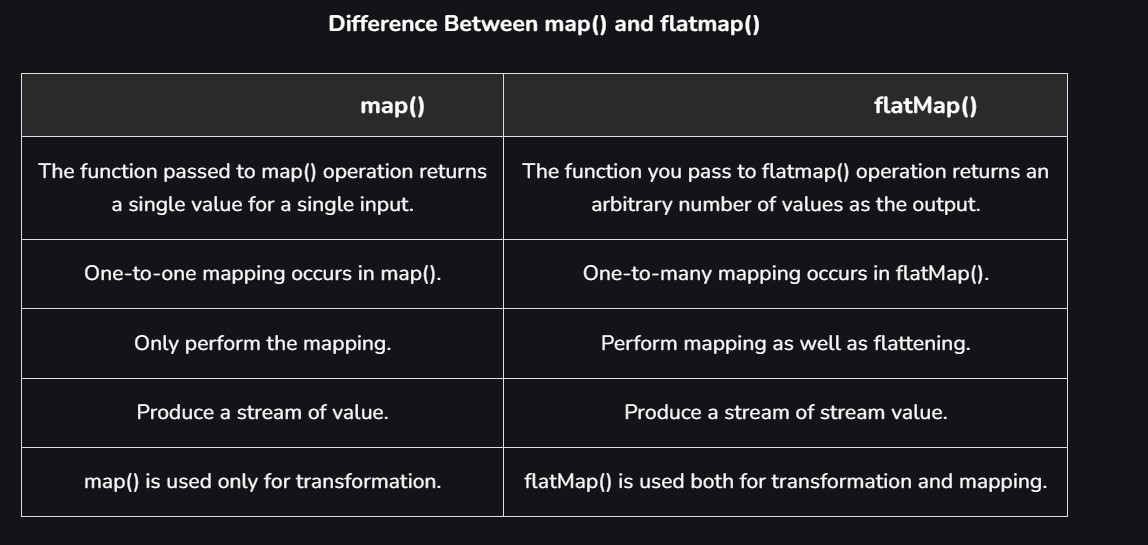 Difference Between map() and flatmap()
map()
flatMap()
The function passed to map() operation returns
a single value for a single input.
The function you pass to flatmap() operation returns an
arbitrary number of values as the output.
One-to-one mapping occurs in map().
One-to-many mapping occurs in flatMap().
Only perform the mapping.
Perform mapping as well as flattening.
Produce a stream of value.
Produce a stream of stream value.
map() is used only for transformation.
flatMap() is used both for transformation and mapping.